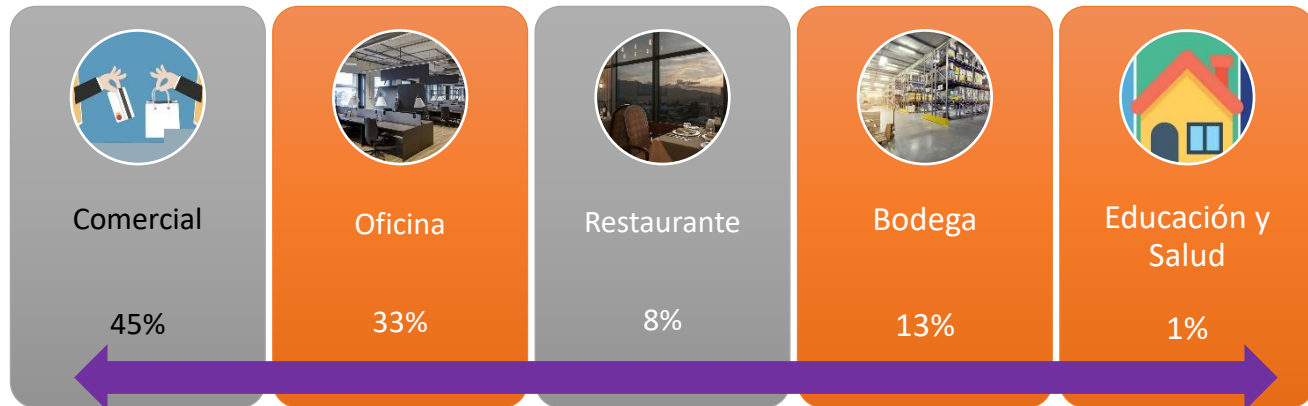 Comercial
45%
Oficina
33%
Restaurante
8%
Bodega
13%
Educación y
Salud
1%